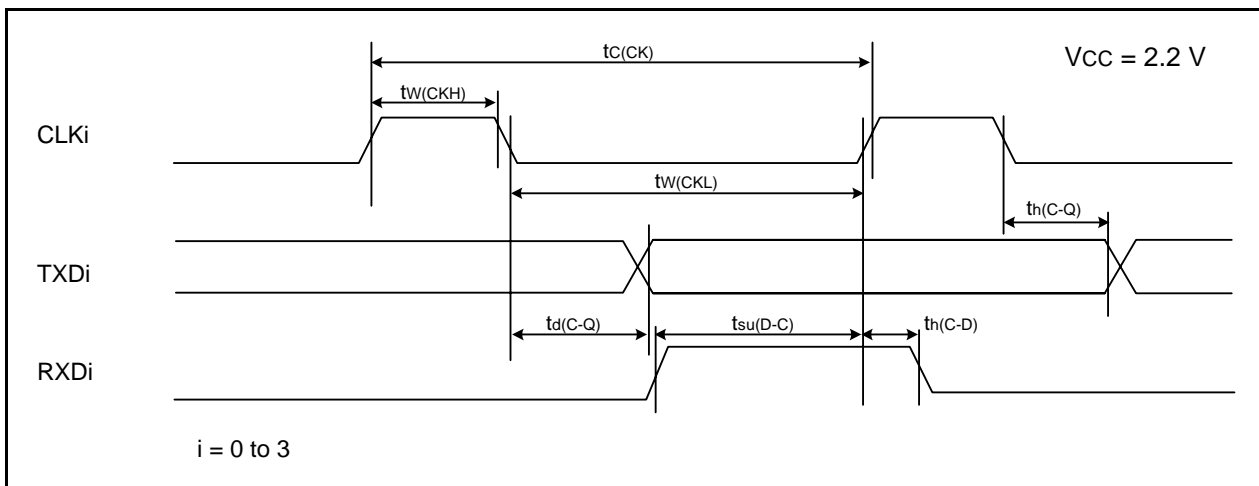 tC(CK)
VCC = 2.2 V
tW(CKH)
CLKi
tW(CKL)
th(C-Q)
TXDi
td(C-Q)
tsu(D-C)
th(C-D)
RXDi
i = 0 to 3